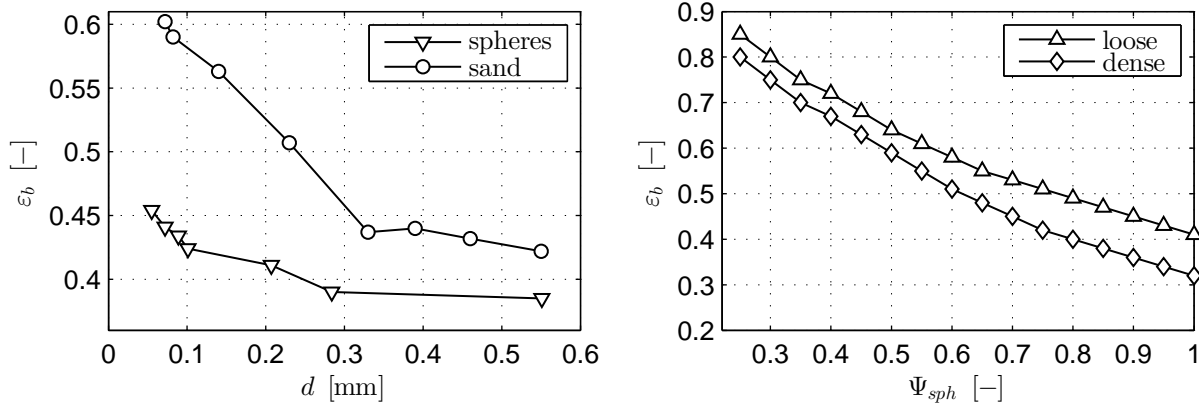 0.6
0.55
0.5
0.45
0.4
ε_b [−]
spheres
sand
0 0.1 0.2 0.3 0.4 0.5 0.6
d [mm]
0.9
0.8
0.7
0.6
0.5
0.4
0.3
0.2
ε_b [−]
loose
dense
0.3 0.4 0.5 0.6 0.7 0.8 0.9 1
Ψ_sph [−]